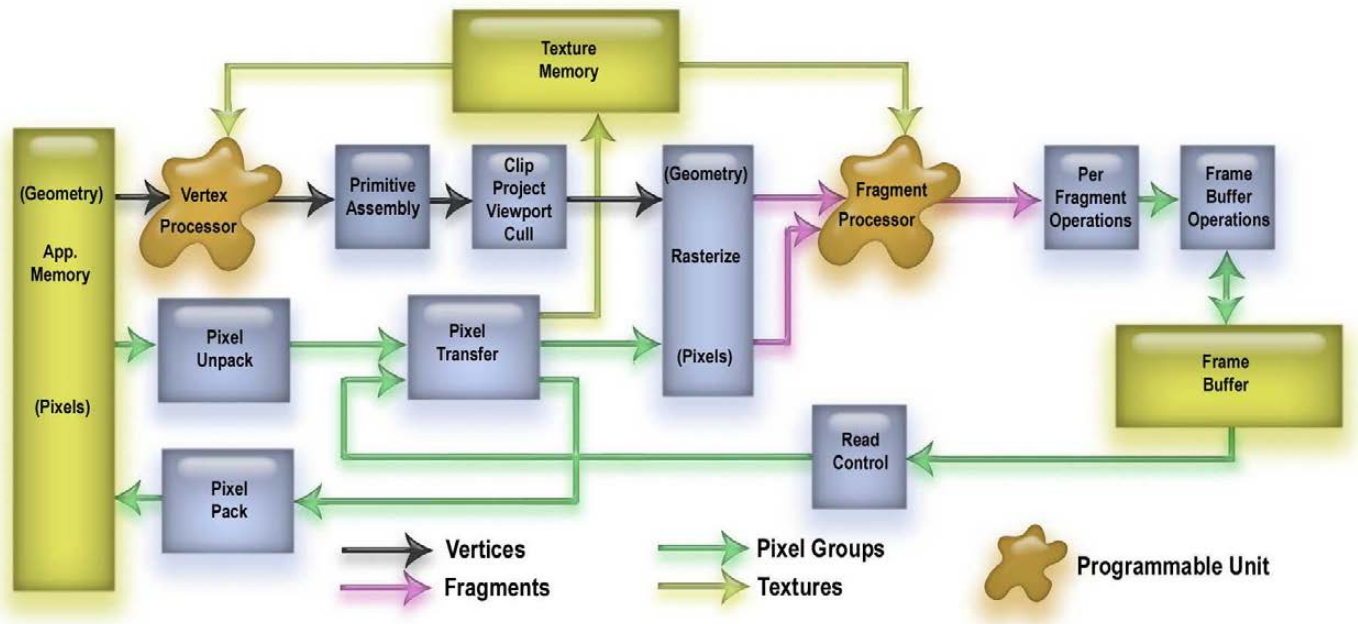 Texture
Memory
(Geometry)
App.
Memory
(Pixels)
Vertex
Processor
Primitive
Assembly
Clip
Project
Viewport
Cull
(Geometry)
Rasterize
(Pixels)
Fragment
Processor
Per
Fragment
Operations
Frame
Buffer
Operations
Pixel
Unpack
Pixel
Transfer
Frame
Buffer
Read
Control
Pixel
Pack
Vertices
Fragments
Pixel Groups
Textures
Programmable Unit